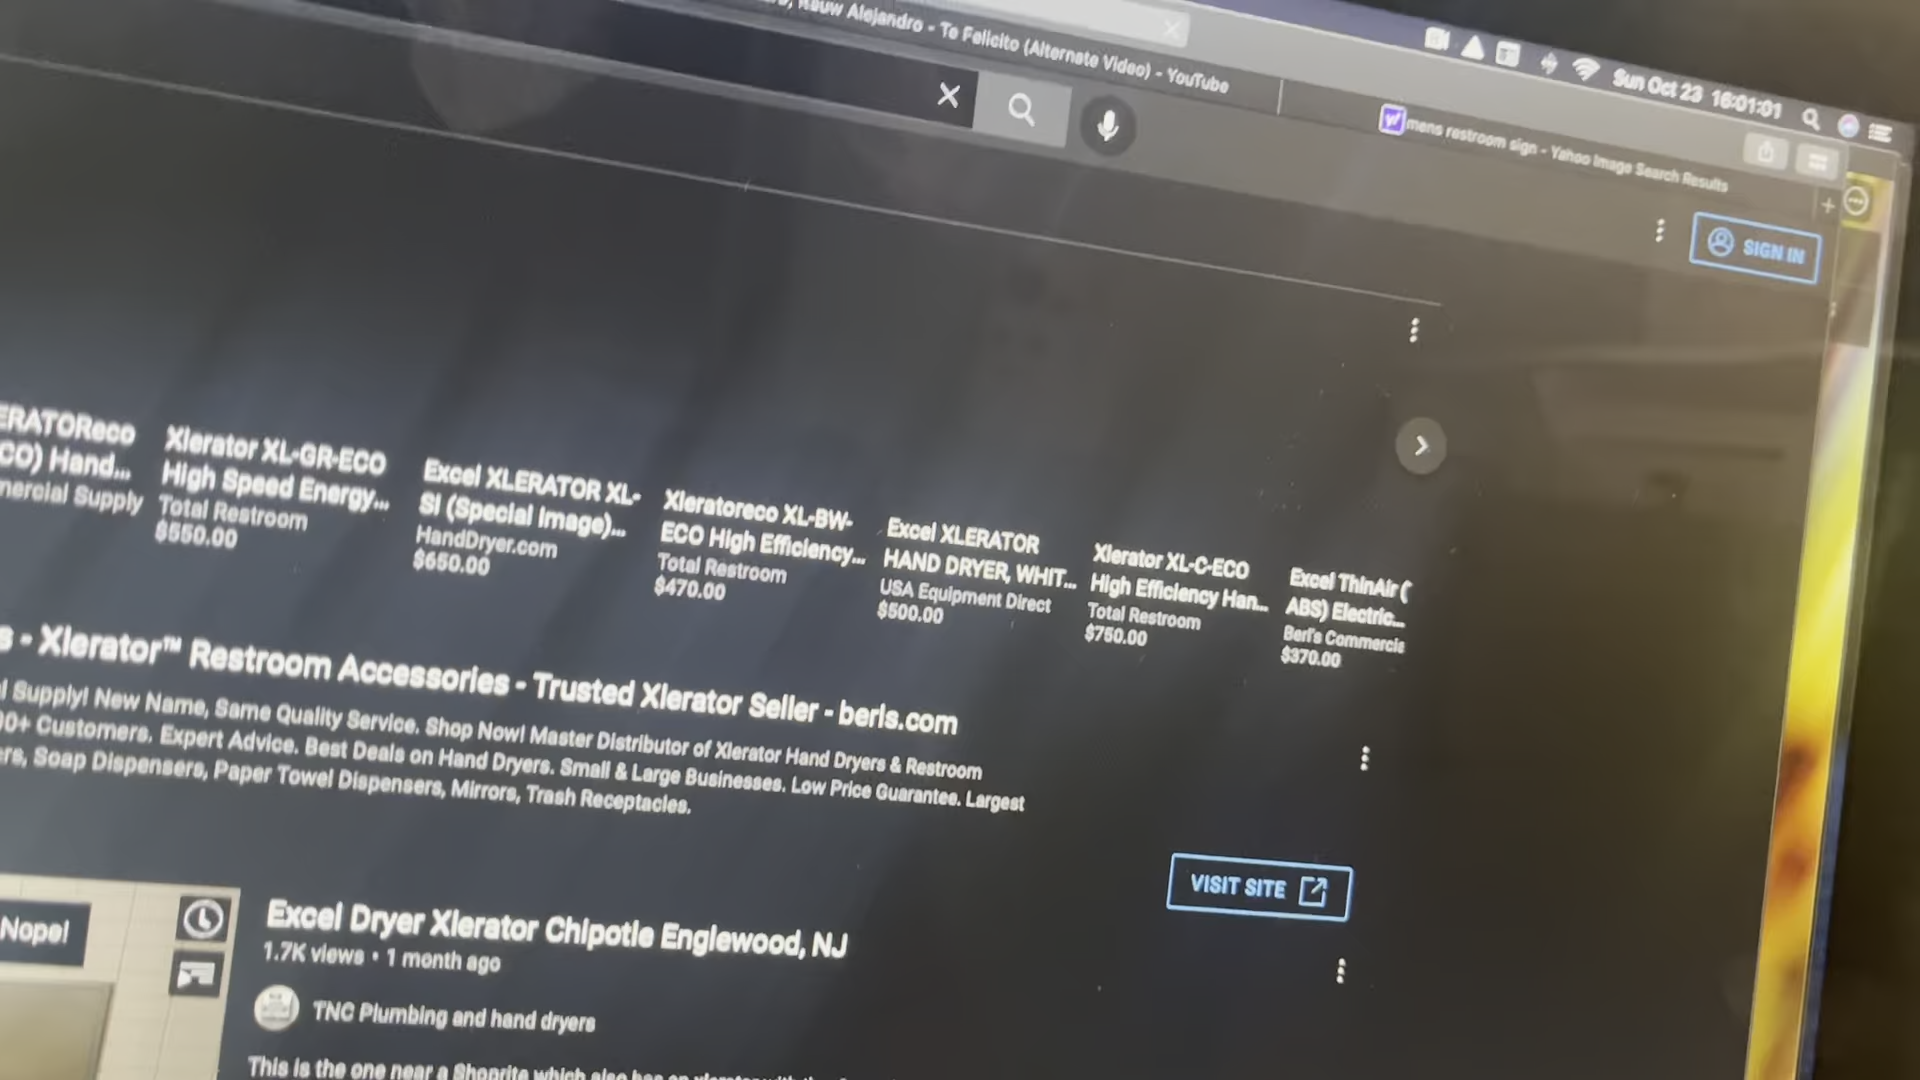 Rauw Alejandro - Te Felicito (Alternate Video) - YouTube
Sun Oct 23 16:01:01
mens restroom sign - Yahoo Image Search Results
SIGN IN
ERATOReco
CO) Hand...
mercial Supply
Xlerator XL-GR-ECO
High Speed Energy...
Total Restroom
$550.00
Excel XLERATOR XL-
SI (Special Image)...
HandDryer.com
$650.00
Xleratoreco XL-BW-
ECO High Efficiency...
Total Restroom
$470.00
Excel XLERATOR
HAND DRYER, WHIT...
USA Equipment Direct
$500.00
Xlerator XL-C-ECO
High Efficiency Han...
Total Restroom
$750.00
Excel ThinAir (
ABS) Electric...
Berl's Commercia
$370.00
s - Xlerator™ Restroom Accessories - Trusted Xlerator Seller - berls.com
l Supply! New Name, Same Quality Service. Shop Now! Master Distributor of Xlerator Hand Dryers & Restroom
00+ Customers. Expert Advice. Best Deals on Hand Dryers. Small & Large Businesses. Low Price Guarantee. Largest
ers, Soap Dispensers, Paper Towel Dispensers, Mirrors, Trash Receptacles.
VISIT SITE
Nope!
Excel Dryer Xlerator Chipotle Englewood, NJ
1.7K views • 1 month ago
TNC Plumbing and hand dryers
This is the one near a Shoprite which also has an xlerator with the